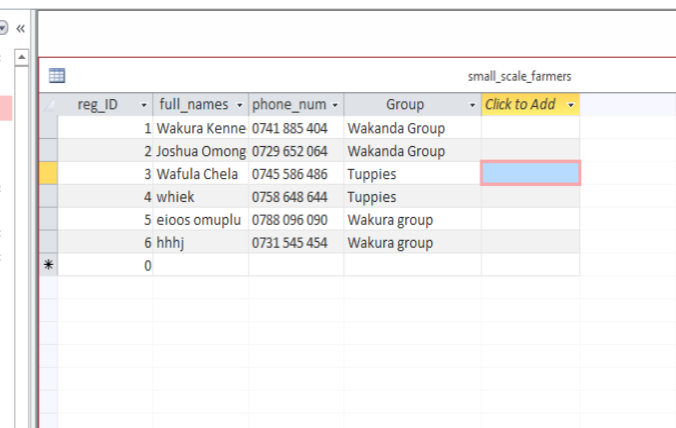 small_scale_farmers
reg_ID full_names phone_num Group Click to Add
1 Wakura Kenne 0741 885 404 Wakanda Group
2 Joshua Omong 0729 652 064 Wakanda Group
3 Wafula Chela 0745 586 486 Tuppies
4 whiek 0758 648 644 Tuppies
5 eioos omuplu 0788 096 090 Wakura group
6 hhhj 0731 545 454 Wakura group
0